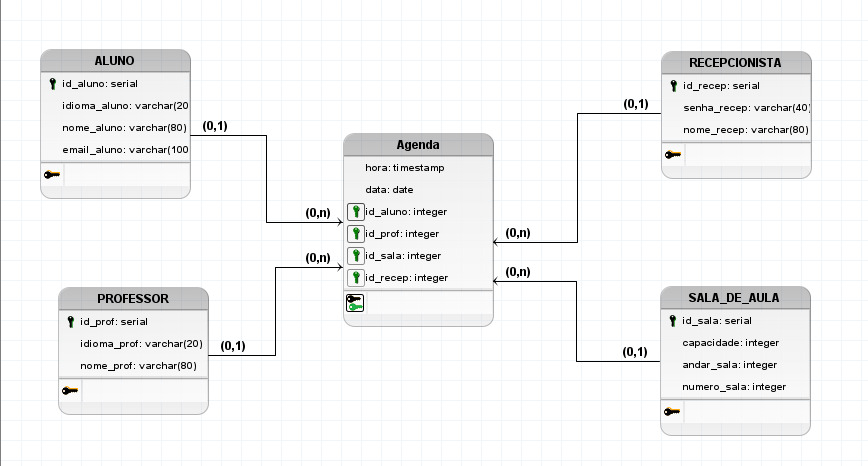 ALUNO
id_aluno: serial
idioma_aluno: varchar(20
nome_aluno: varchar(80)
email_aluno: varchar(100
(0,1)
(0,n)
RECEPCIONISTA
id_recep: serial
senha_recep: varchar(40)
nome_recep: varchar(80)
(0,1)
(0,n)
Agenda
hora: timestamp
data: date
id_aluno: integer
id_prof: integer
id_sala: integer
id_recep: integer
PROFESSOR
id_prof: serial
idioma_prof: varchar(20)
nome_prof: varchar(80)
(0,1)
(0,n)
SALA_DE_AULA
id_sala: serial
capacidade: integer
andar_sala: integer
numero_sala: integer
(0,1)
(0,n)